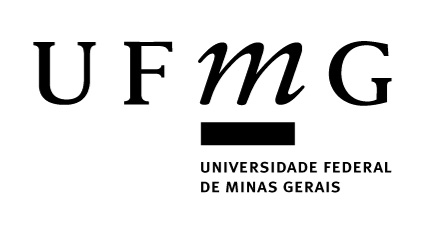 UFmG
UNIVERSIDADE FEDERAL
DE MINAS GERAIS